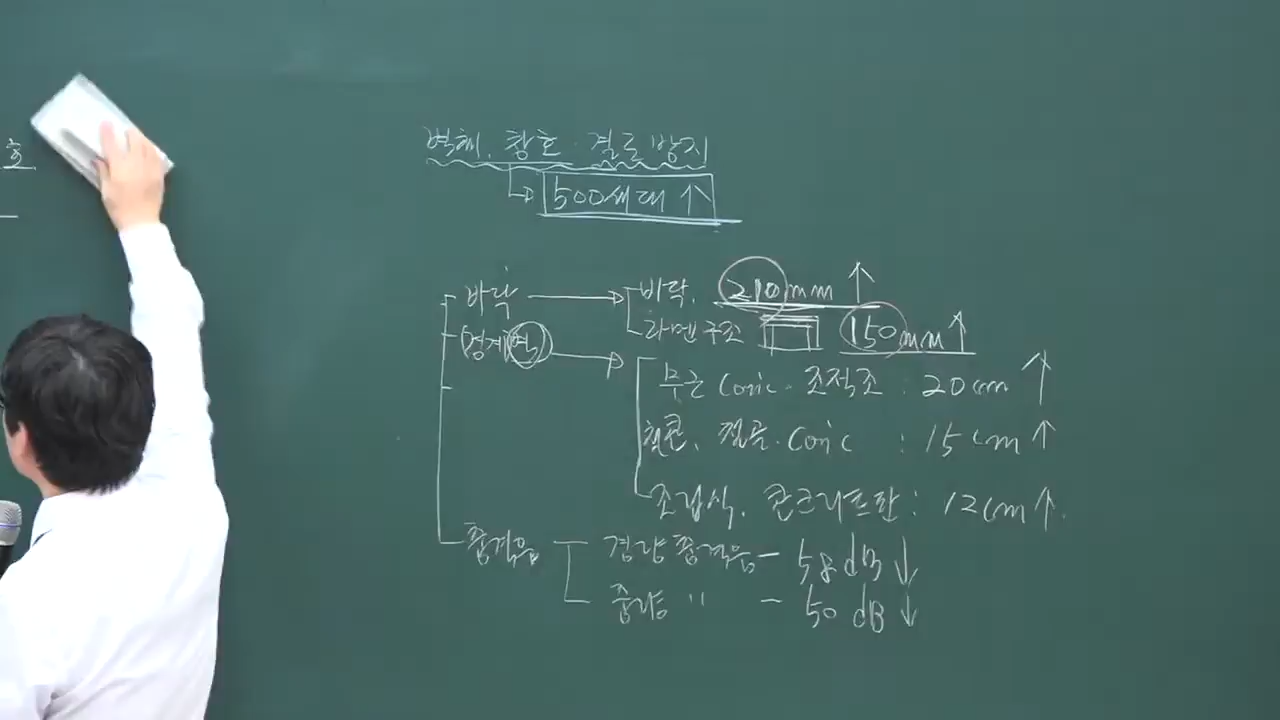 호
벽체. 창호. 결로방지
500세대 ↑
바닥 → 바닥. 210mm ↑
라멘구조 150mm ↑
(경계)벽 →
무근 Conc. 조적조 : 20cm ↑
철콘. 철골. Conc : 15cm ↑
조립식. 콘크리트판 : 12cm ↑.
충격음 경량충격음 - 58dB ↓
중량 〃 - 50dB ↓